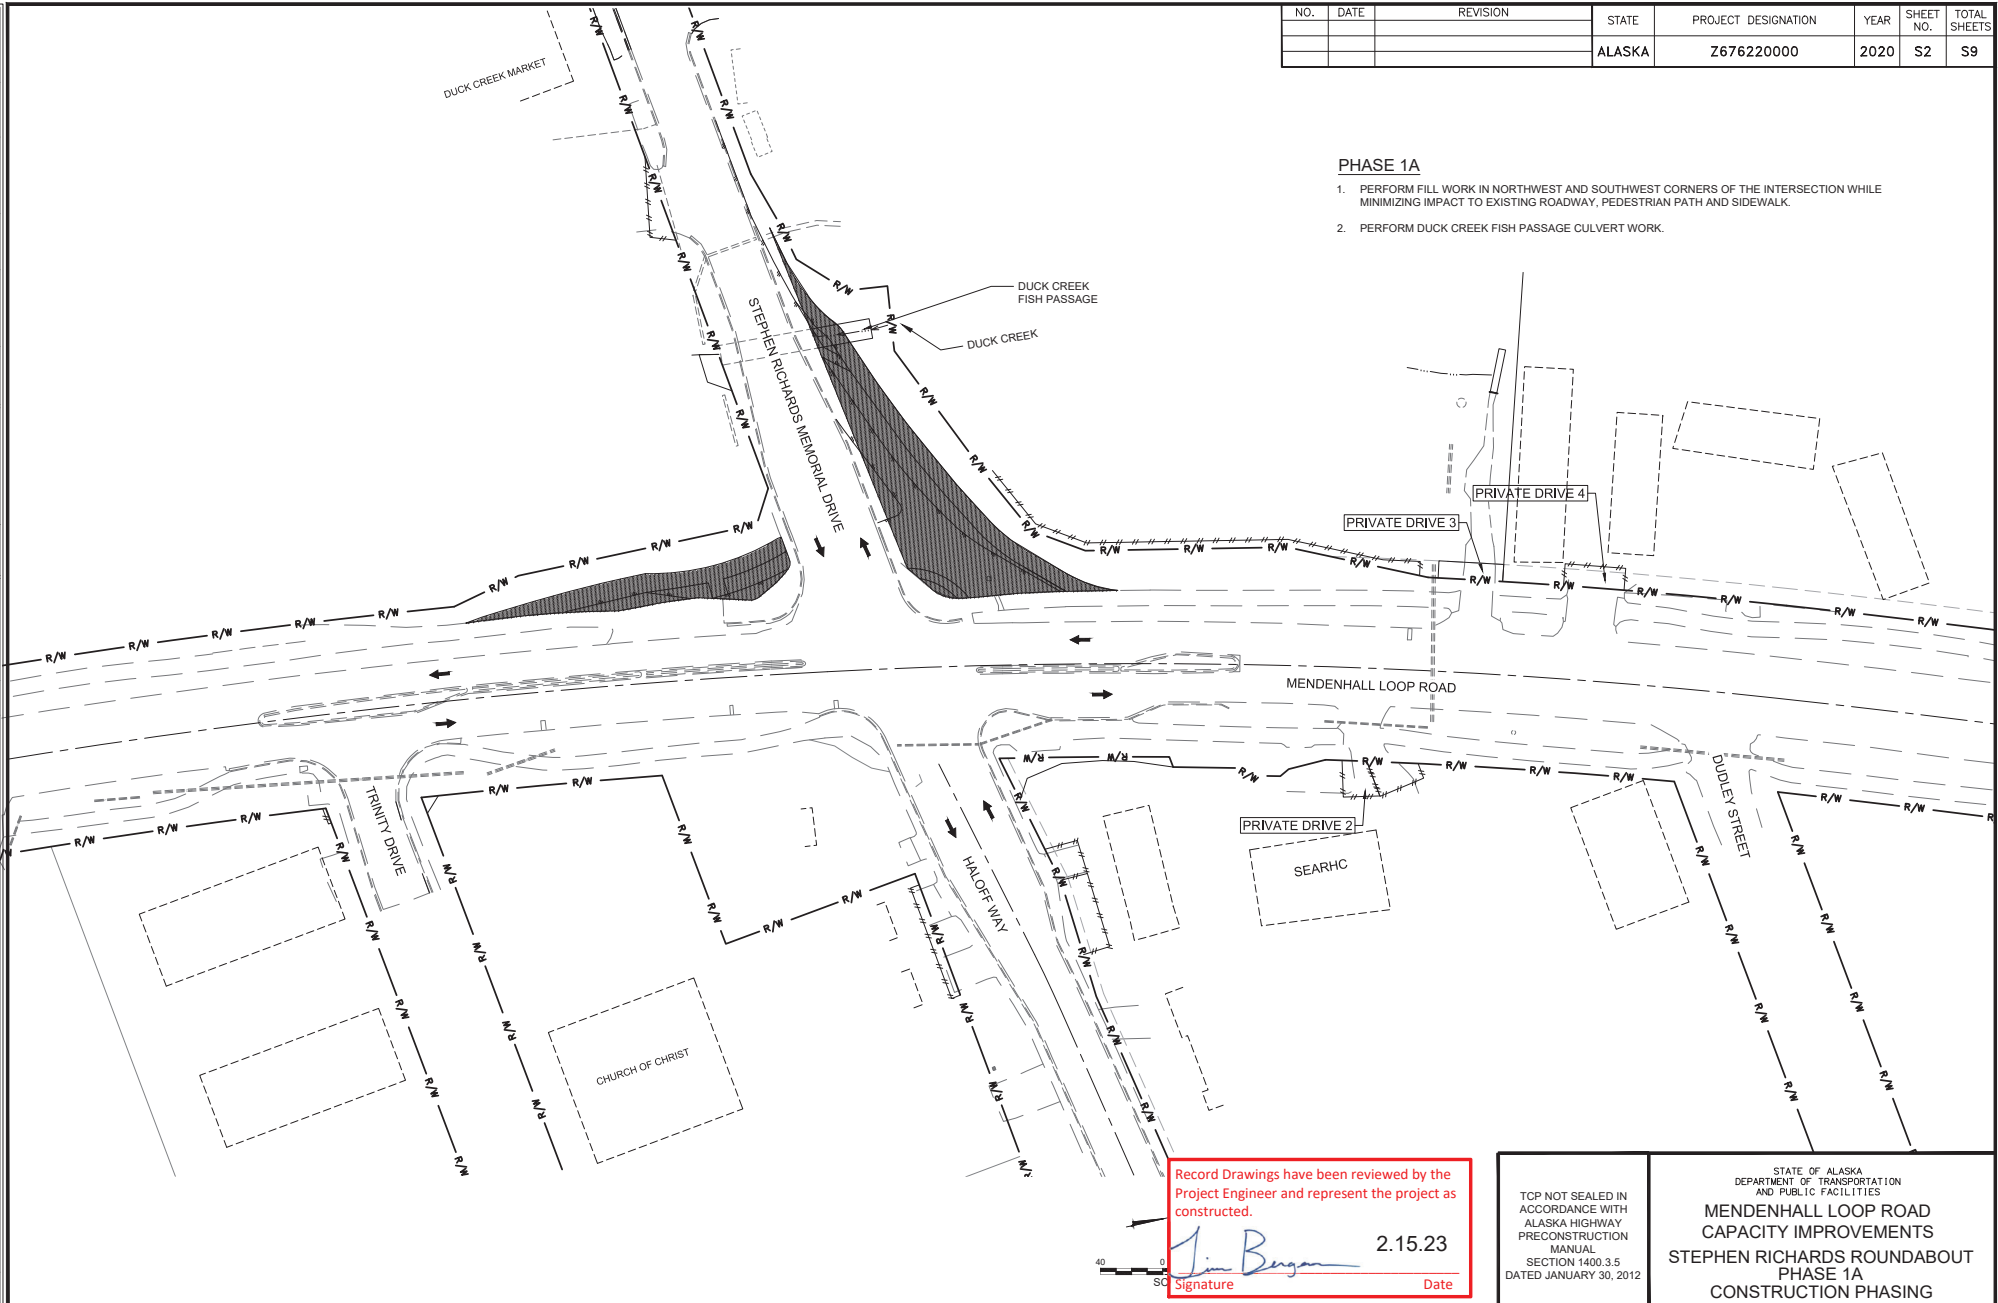 NO. DATE REVISION STATE PROJECT DESIGNATION YEAR SHEET NO. TOTAL SHEETS
ALASKA Z676220000 2020 S2 S9
DUCK CREEK MARKET
PHASE 1A
1. PERFORM FILL WORK IN NORTHWEST AND SOUTHWEST CORNERS OF THE INTERSECTION WHILE
MINIMIZING IMPACT TO EXISTING ROADWAY, PEDESTRIAN PATH AND SIDEWALK.
2. PERFORM DUCK CREEK FISH PASSAGE CULVERT WORK.
DUCK CREEK
FISH PASSAGE
DUCK CREEK
STEPHEN RICHARDS MEMORIAL DRIVE
PRIVATE DRIVE 4
PRIVATE DRIVE 3
R/W R/W R/W R/W R/W R/W R/W R/W
MENDENHALL LOOP ROAD
TRINITY DRIVE
HALOFF WAY
PRIVATE DRIVE 2
SEARHC
DUDLEY STREET
CHURCH OF CHRIST
Record Drawings have been reviewed by the
Project Engineer and represent the project as
constructed.
Jim Bergan 2.15.23
Signature Date
40 0
SC
TCP NOT SEALED IN
ACCORDANCE WITH
ALASKA HIGHWAY
PRECONSTRUCTION
MANUAL
SECTION 1400.3.5
DATED JANUARY 30, 2012
STATE OF ALASKA
DEPARTMENT OF TRANSPORTATION
AND PUBLIC FACILITIES
MENDENHALL LOOP ROAD
CAPACITY IMPROVEMENTS
STEPHEN RICHARDS ROUNDABOUT
PHASE 1A
CONSTRUCTION PHASING